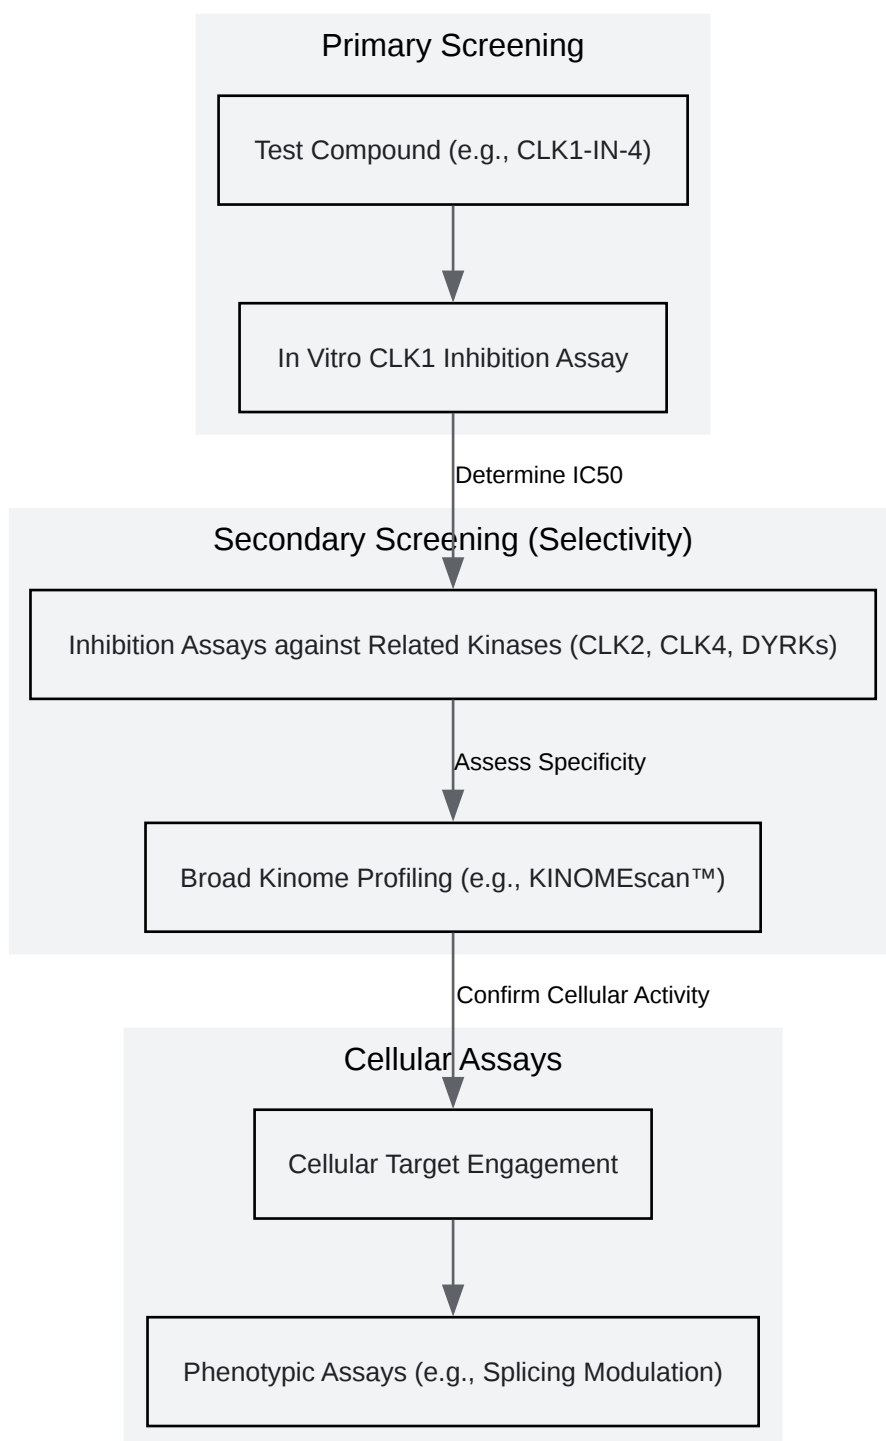 Primary Screening
Test Compound (e.g., CLK1-IN-4)
In Vitro CLK1 Inhibition Assay
Determine IC50
Secondary Screening (Selectivity)
Inhibition Assays against Related Kinases (CLK2, CLK4, DYRKs)
Assess Specificity
Broad Kinome Profiling (e.g., KINOMEscan™)
Confirm Cellular Activity
Cellular Assays
Cellular Target Engagement
Phenotypic Assays (e.g., Splicing Modulation)